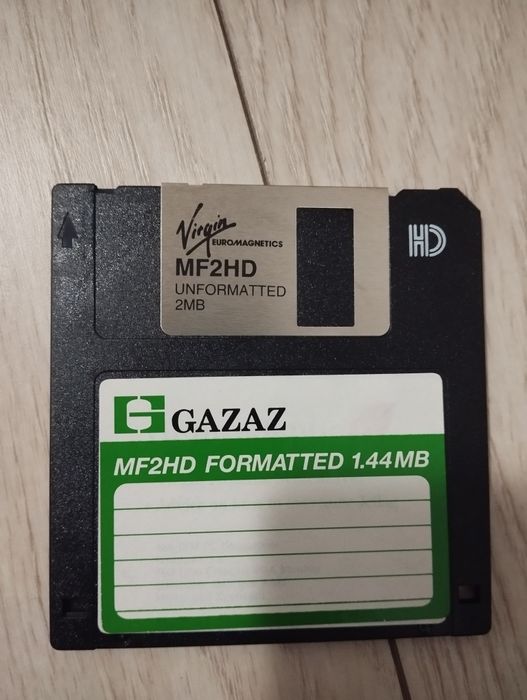 Virgin
EUROMAGNETICS
MF2HD
UNFORMATTED
2MB
HD
G GAZAZ
MF2HD FORMATTED 1.44MB